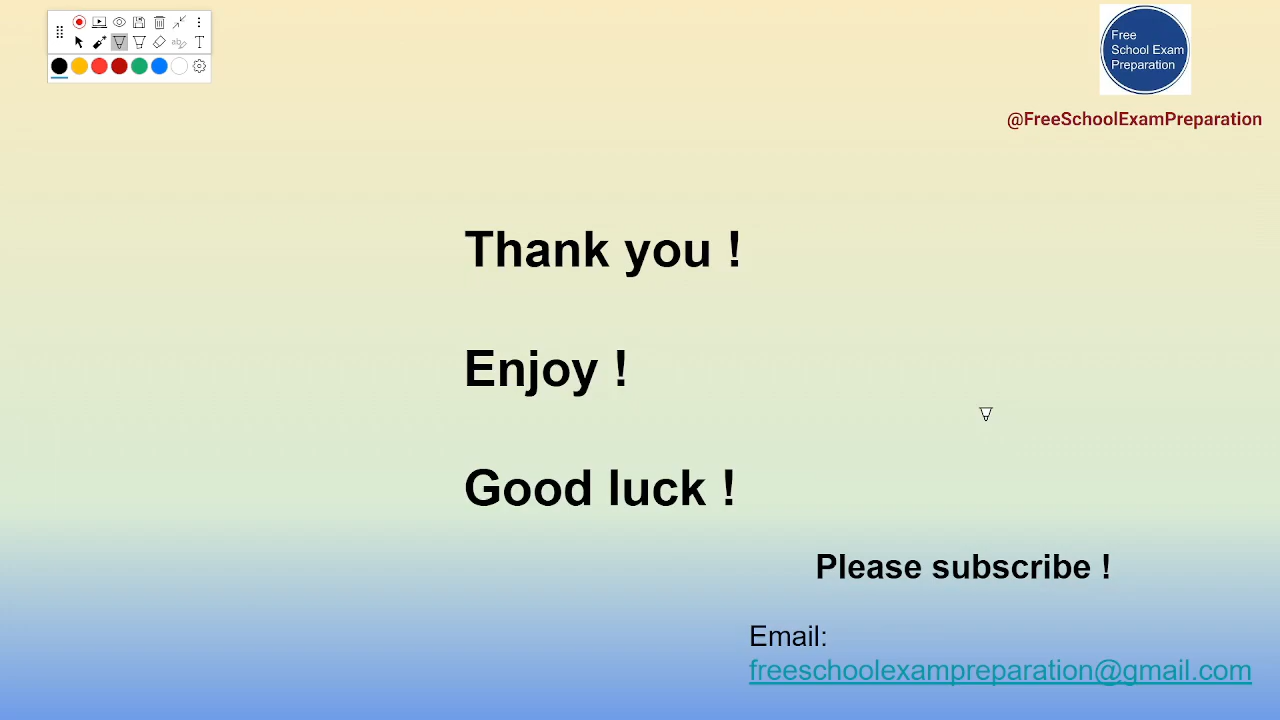 Free
School Exam
Preparation
@FreeSchoolExamPreparation
Thank you !
Enjoy !
Good luck !
Please subscribe !
Email:
freeschoolexampreparation@gmail.com